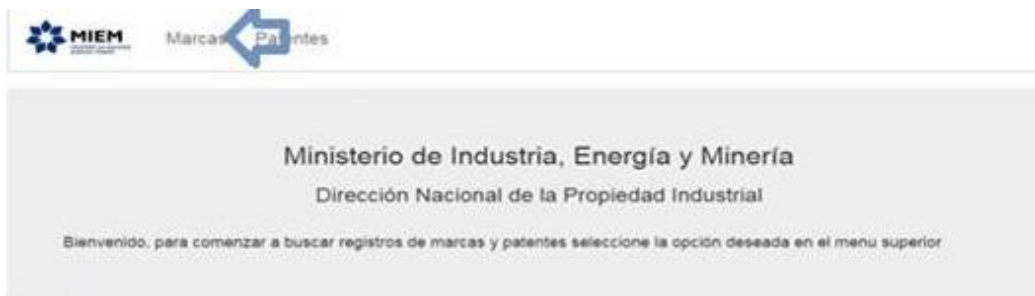 MIEM
Marcas Patentes
Ministerio de Industria, Energía y Minería
Dirección Nacional de la Propiedad Industrial
Bienvenido, para comenzar a buscar registros de marcas y patentes seleccione la opción deseada en el menu superior